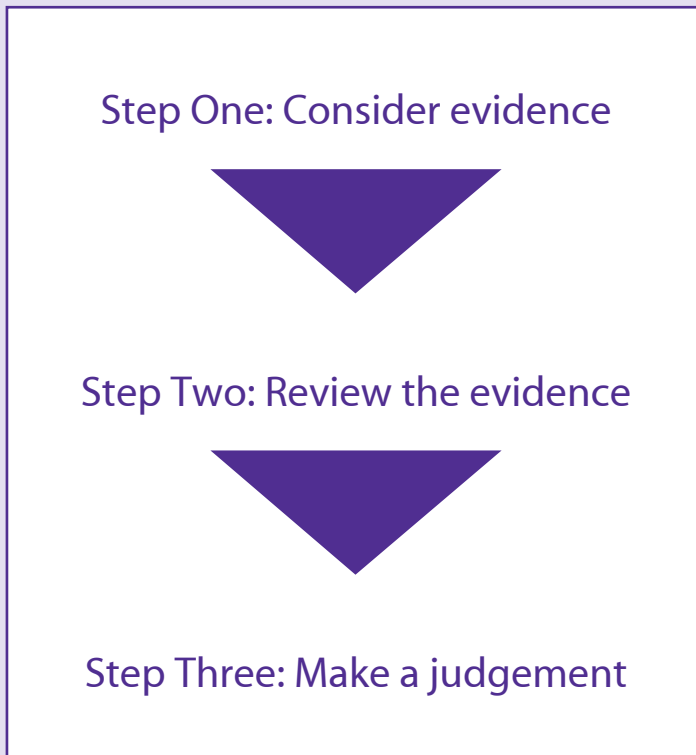 Step One: Consider evidence
Step Two: Review the evidence
Step Three: Make a judgement